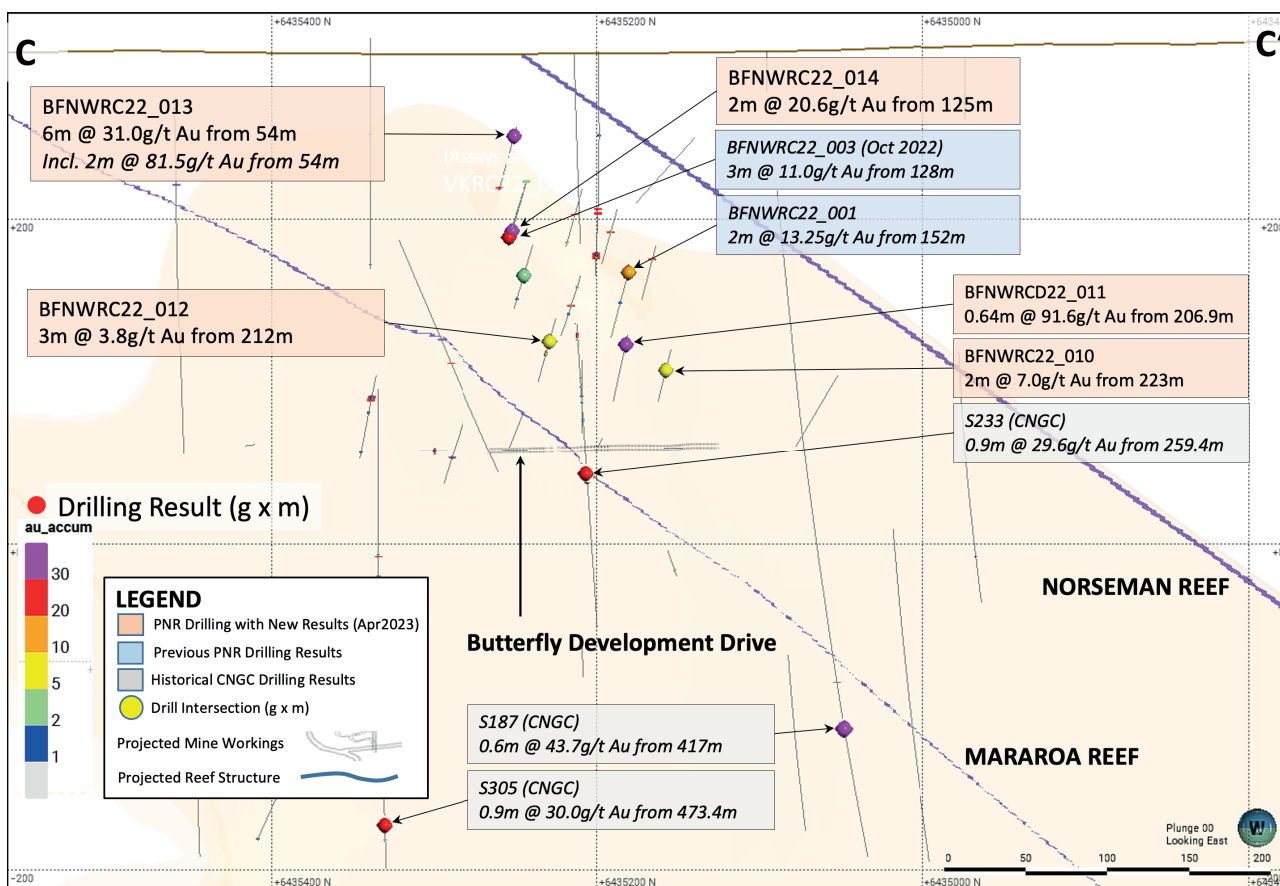 +6435400 N
+6435200 N
+6435000 N
+6434
C
C'
BFNWRC22_013
6m @ 31.0g/t Au from 54m
Incl. 2m @ 81.5g/t Au from 54m
BFNWRC22_014
2m @ 20.6g/t Au from 125m
BFNWRC22_003 (Oct 2022)
3m @ 11.0g/t Au from 128m
(Assays
VKRC22_0
BFNWRC22_001
2m @ 13.25g/t Au from 152m
+200
+200
BFNWRC22_012
3m @ 3.8g/t Au from 212m
BFNWRCD22_011
0.64m @ 91.6g/t Au from 206.9m
BFNWRC22_010
2m @ 7.0g/t Au from 223m
S233 (CNGC)
0.9m @ 29.6g/t Au from 259.4m
Drilling Result (g x m)
au_accum
30
20
10
5
2
1
LEGEND
PNR Drilling with New Results (Apr2023)
Previous PNR Drilling Results
Historical CNGC Drilling Results
Drill Intersection (g x m)
Projected Mine Workings
Projected Reef Structure
Butterfly Development Drive
NORSEMAN REEF
MARAROA REEF
S187 (CNGC)
0.6m @ 43.7g/t Au from 417m
S305 (CNGC)
0.9m @ 30.0g/t Au from 473.4m
Plunge 00
Looking East
W
0 50 100 150 200
-200
+6435400 N
+6435200 N
+6435000 N